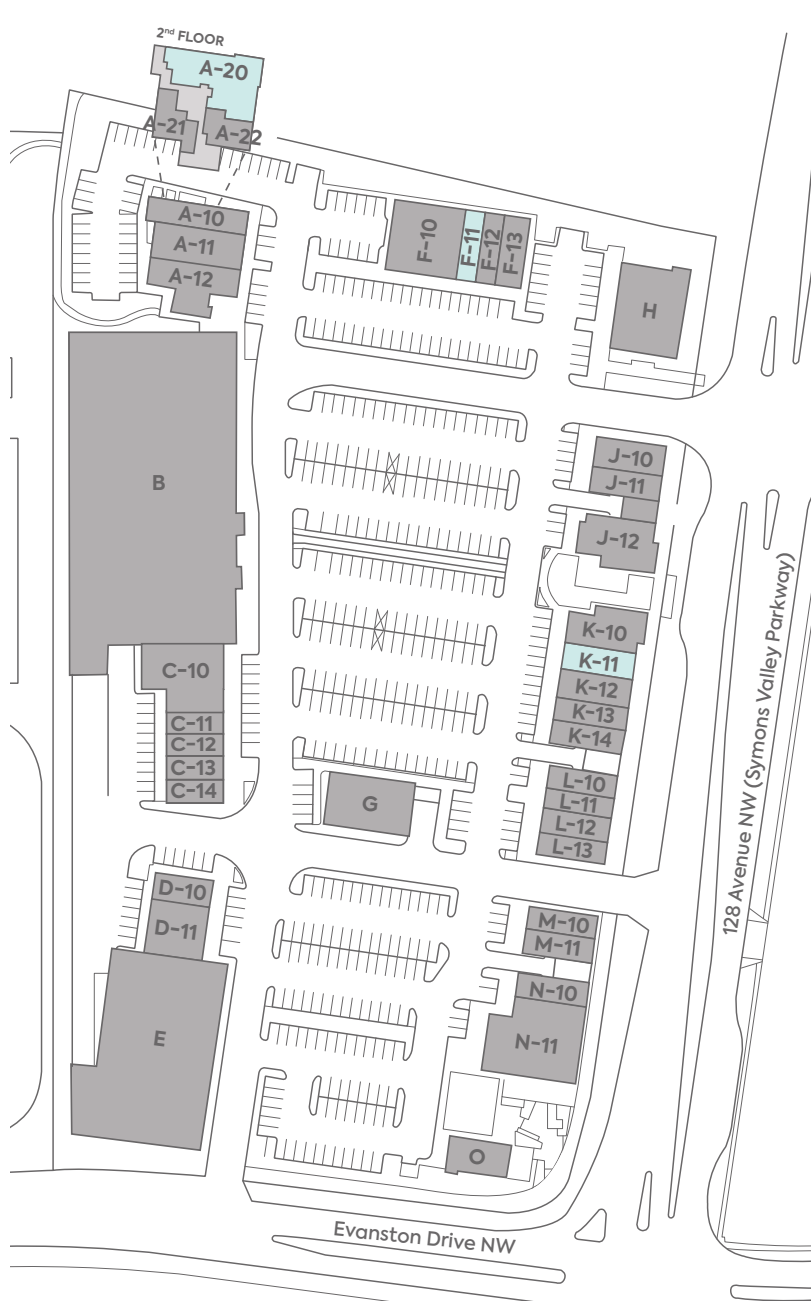 2nd FLOOR
A-20
A-21
A-22
A-10
A-11
A-12
F-10
F-11
F-12
F-13
H
B
J-10
J-11
J-12
K-10
K-11
K-12
K-13
K-14
C-10
C-11
C-12
C-13
C-14
G
L-10
L-11
L-12
L-13
D-10
D-11
M-10
M-11
N-10
N-11
E
O
128 Avenue NW (Symons Valley Parkway)
Evanston Drive NW